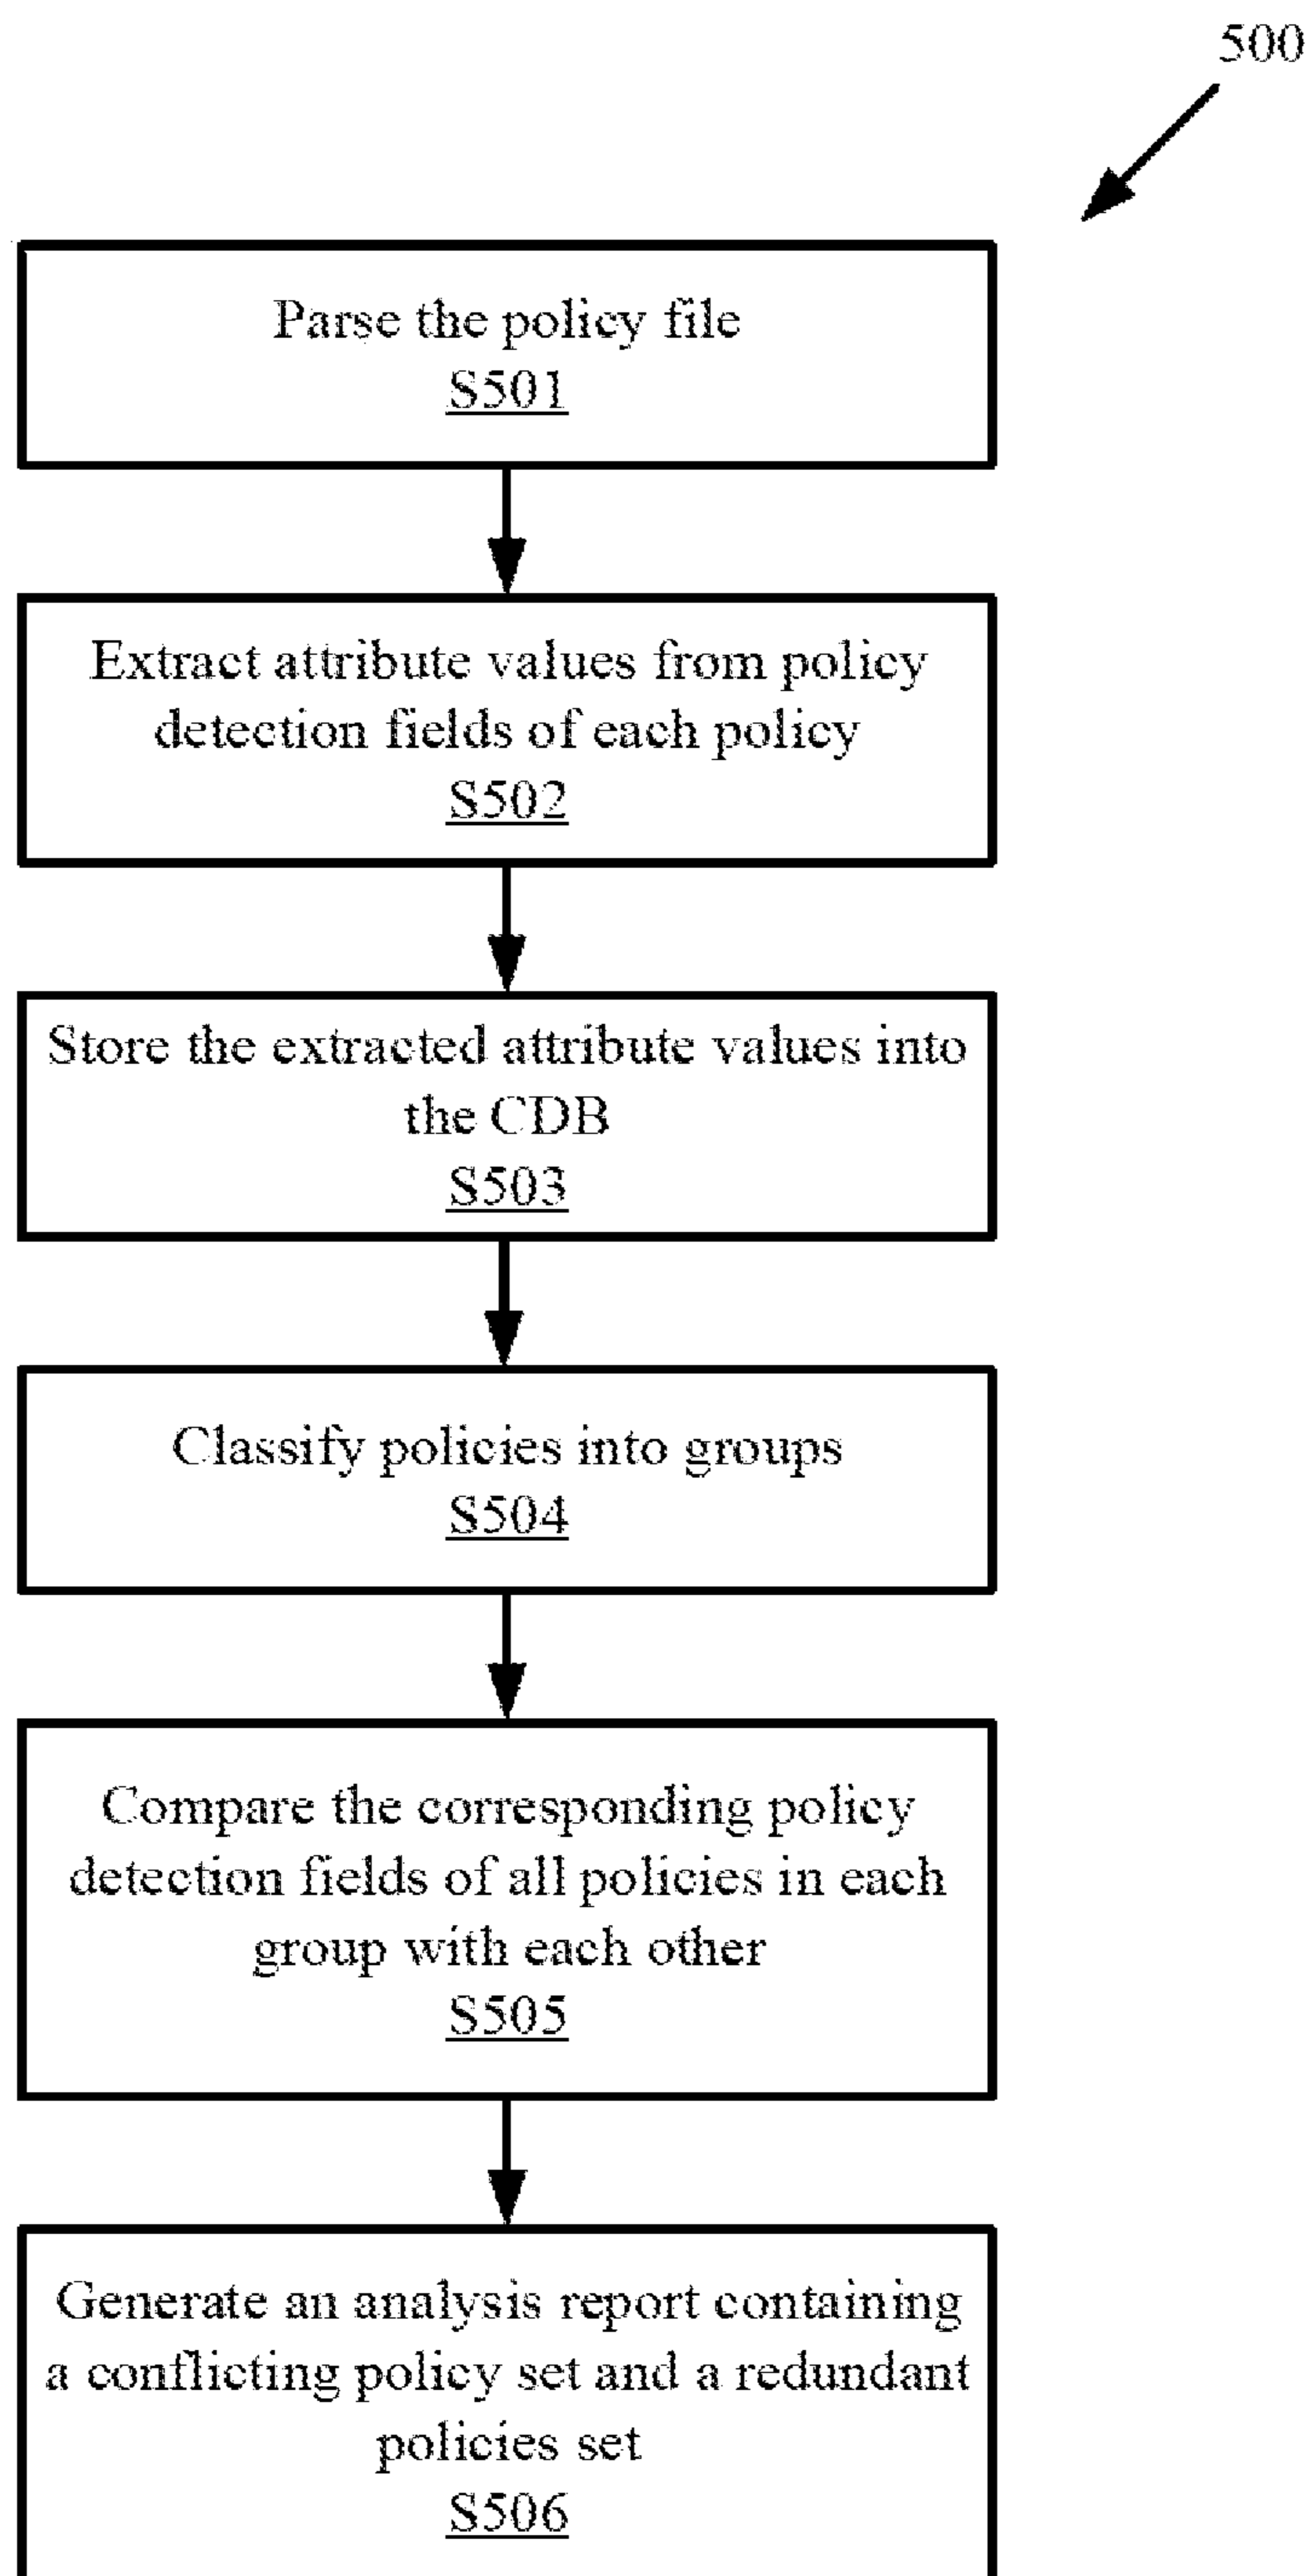 500
Parse the policy file
S501
Extract attribute values from policy
detection fields of each policy
S502
Store the extracted attribute values into
the CDB
S503
Classify policies into groups
S504
Compare the corresponding policy
detection fields of all policies in each
group with each other
S505
Generate an analysis report containing
a conflicting policy set and a redundant
policies set
S506